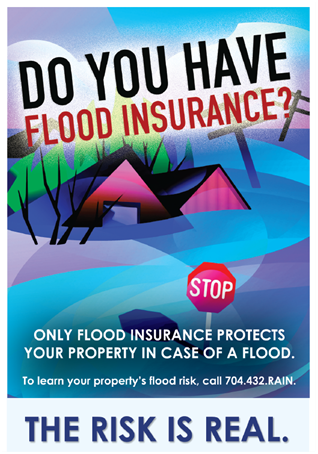 DO YOU HAVE
FLOOD INSURANCE?
STOP
ONLY FLOOD INSURANCE PROTECTS
YOUR PROPERTY IN CASE OF A FLOOD.
To learn your property's flood risk, call 704.432.RAIN.
THE RISK IS REAL.